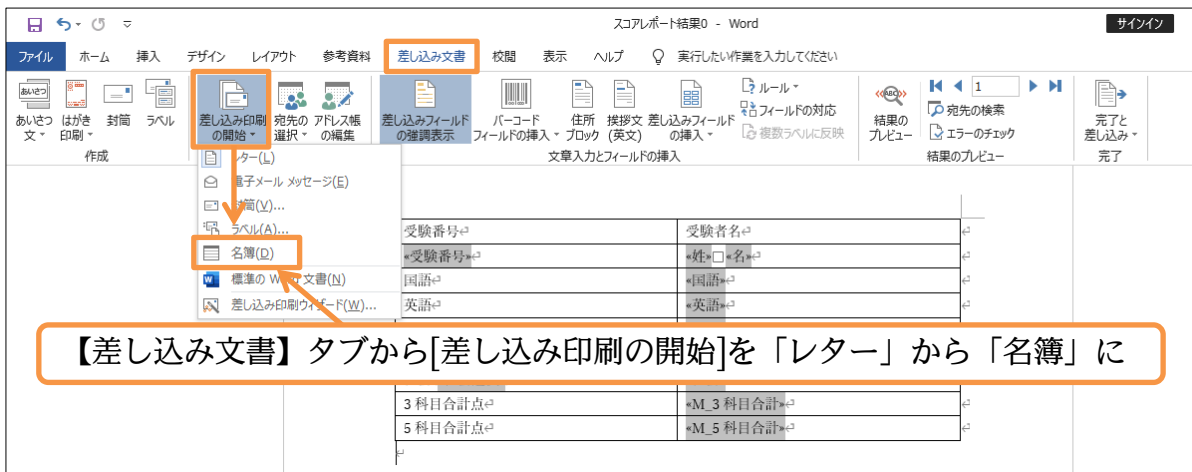 スコアレポート結果0 - Word
サインイン
ファイル ホーム 挿入 デザイン レイアウト 参考資料 差し込み文書 校閲 表示 ヘルプ 実行したい作業を入力してください
あいさつ文 はがき印刷 封筒 ラベル
作成
差し込み印刷の開始 宛先の選択 アドレス帳の編集
差し込みフィールドの強調表示 バーコードフィールドの挿入 住所ブロック 挨拶文(英文) 差し込みフィールドの挿入
ルール
フィールドの対応
複数ラベルに反映
文章入力とフィールドの挿入
結果のプレビュー
1
宛先の検索
エラーのチェック
結果のプレビュー
完了と差し込み
完了
レター(L)
電子メール メッセージ(E)
封筒(V)...
ラベル(A)...
名簿(D)
標準の Word 文書(N)
差し込み印刷ウィザード(W)...
受験番号 受験者名
«受験番号» «姓»□«名»
国語 «国語»
英語 «英語»
【差し込み文書】タブから[差し込み印刷の開始]を「レター」から「名簿」に
3 科目合計点 «M_3 科目合計»
5 科目合計点 «M_5 科目合計»